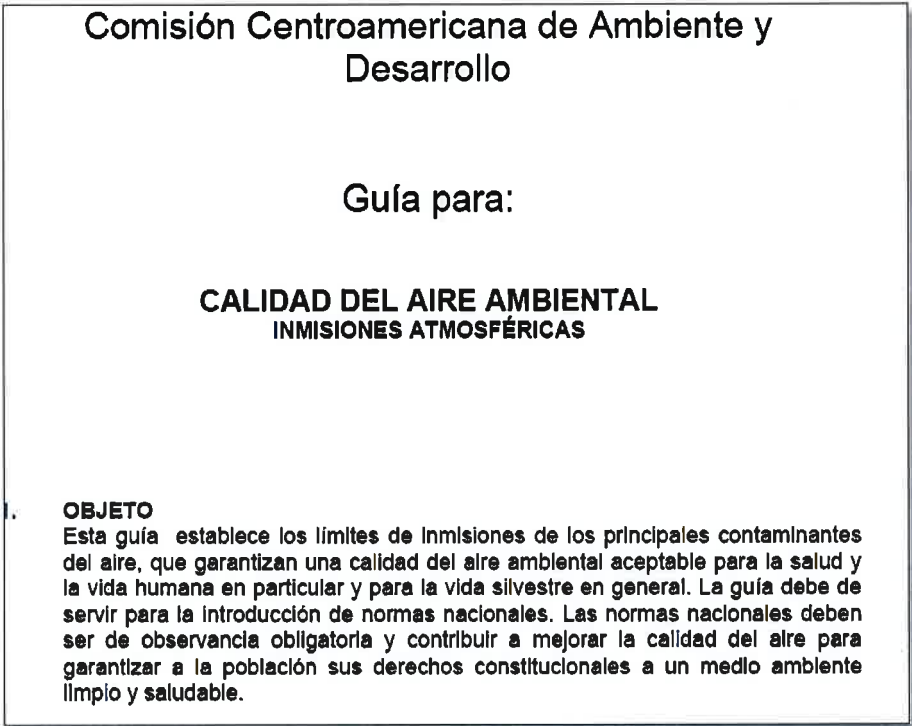 Comisión Centroamericana de Ambiente y
Desarrollo
Guía para:
CALIDAD DEL AIRE AMBIENTAL
INMISIONES ATMOSFÉRICAS
I. OBJETO
Esta guía establece los límites de inmisiones de los principales contaminantes
del aire, que garantizan una calidad del aire ambiental aceptable para la salud y
la vida humana en particular y para la vida silvestre en general. La guía debe de
servir para la introducción de normas nacionales. Las normas nacionales deben
ser de observancia obligatoria y contribuir a mejorar la calidad del aire para
garantizar a la población sus derechos constitucionales a un medio ambiente
limpio y saludable.